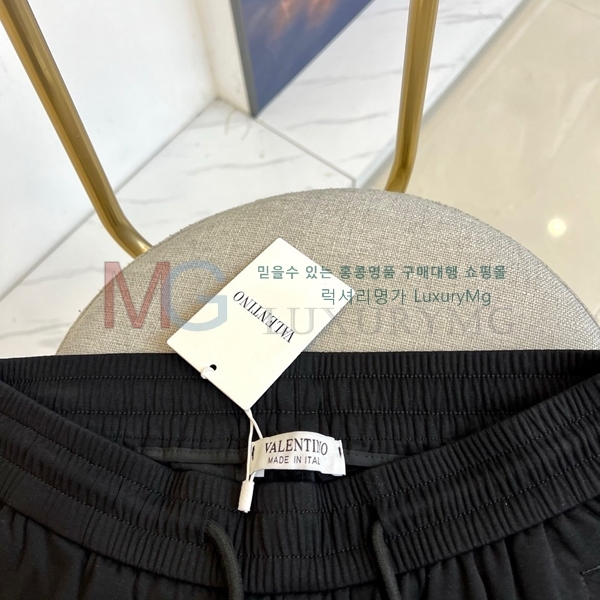 MG
믿을수 있는 홍콩명품 구매대행 쇼핑몰
럭셔리명가 LuxuryMg
LUXURYMG
VALENTINO
VALENTINO
MADE IN ITAL